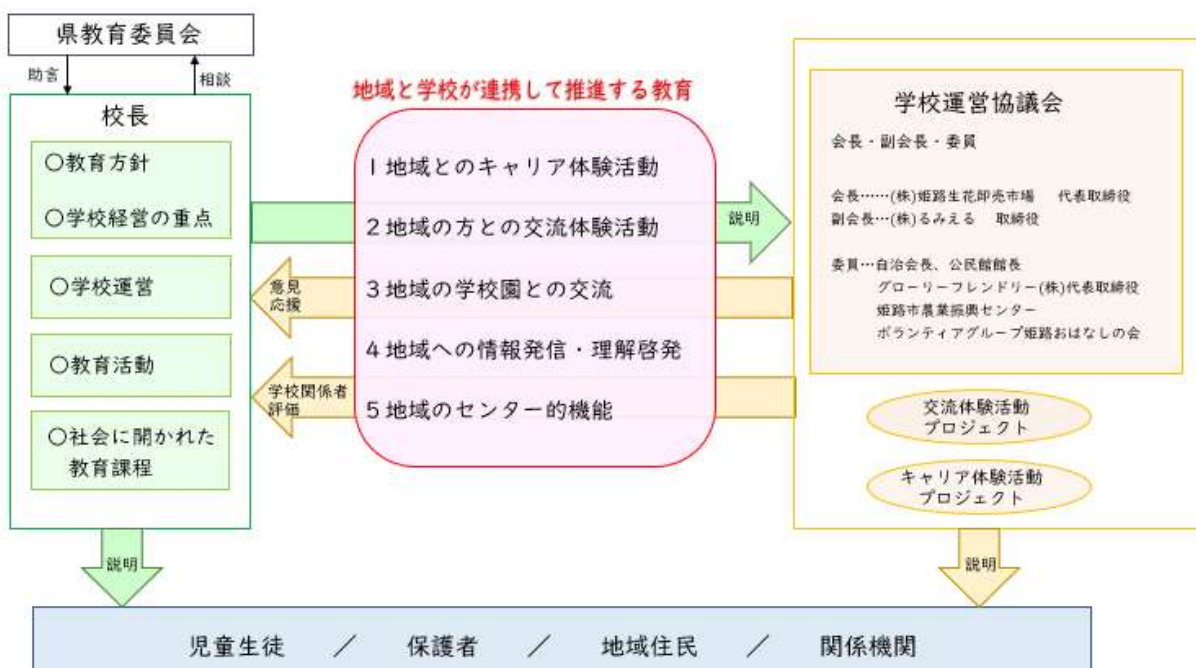 県教育委員会
助言
相談
校長
〇教育方針
〇学校経営の重点
〇学校運営
〇教育活動
〇社会に開かれた
教育課程
地域と学校が連携して推進する教育
1地域とのキャリア体験活動
2地域の方との交流体験活動
3地域の学校園との交流
4地域への情報発信・理解啓発
5地域のセンター的機能
説明
意見
応援
学校関係者
評価
学校運営協議会
会長・副会長・委員
会長……(株)姫路生花卸売市場 代表取締役
副会長…(株)るみえる 取締役
委員…自治会長、公民館館長
グローリーフレンドリー(株)代表取締役
姫路市農業振興センター
ボランティアグループ姫路おはなしの会
交流体験活動
プロジェクト
キャリア体験活動
プロジェクト
説明
説明
児童生徒 / 保護者 / 地域住民 / 関係機関